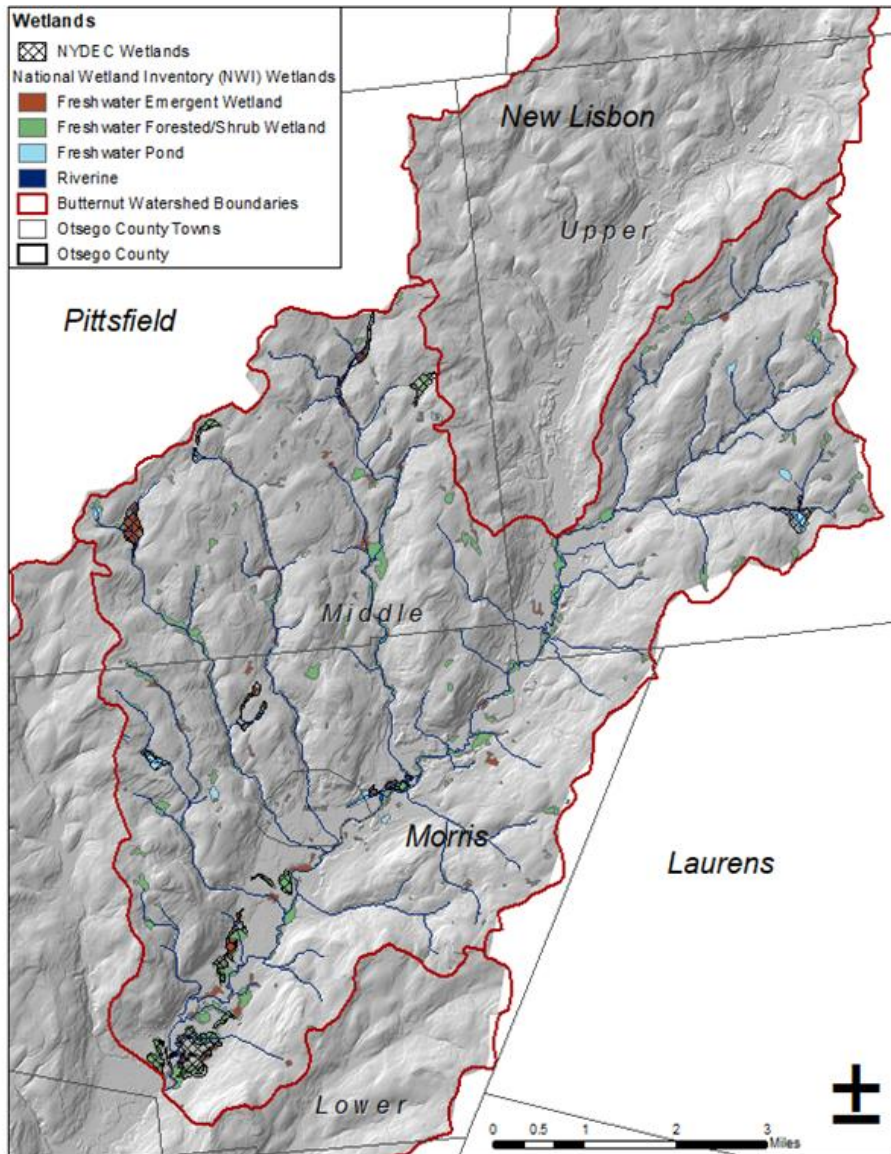 Wetlands
NYDEC Wetlands
National Wetland Inventory (NWI) Wetlands
Freshwater Emergent Wetland
Freshwater Forested/Shrub Wetland
Freshwater Pond
Riverine
Butternut Watershed Boundaries
Otsego County Towns
Otsego County
New Lisbon
Upper
Pittsfield
Middle
Morris
Laurens
Lower
±
0 0.5 1 2 3
Miles